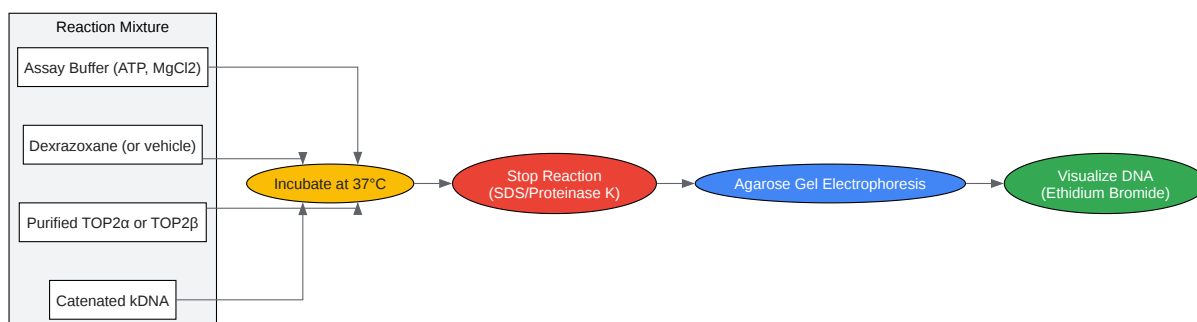 Reaction Mixture
Assay Buffer (ATP, MgCl2)
Dexrazoxane (or vehicle)
Purified TOP2α or TOP2β
Catenated kDNA
Incubate at 37°C
Stop Reaction
(SDS/Proteinase K)
Agarose Gel Electrophoresis
Visualize DNA
(Ethidium Bromide)